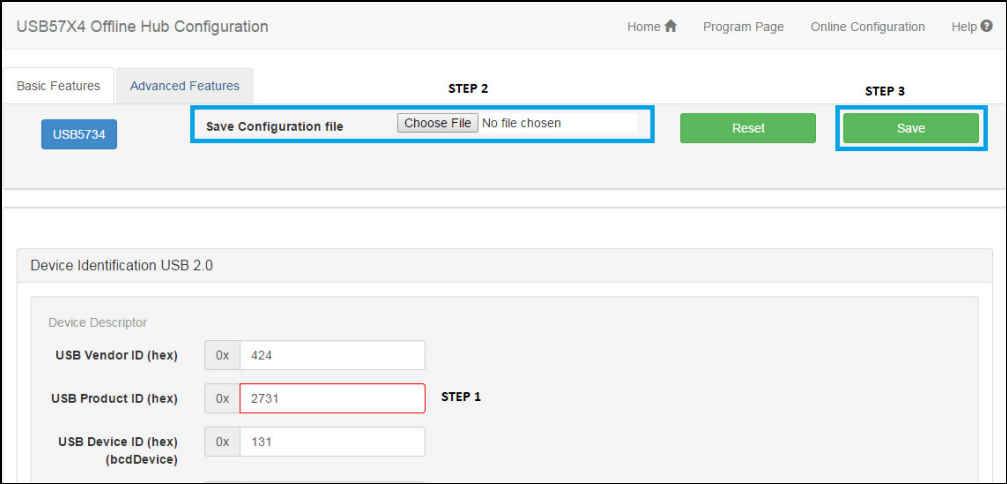 USB57X4 Offline Hub Configuration
Home Program Page Online Configuration Help ?
Basic Features Advanced Features
STEP 2
STEP 3
USB5734
Save Configuration file Choose File No file chosen
Reset
Save
Device Identification USB 2.0
Device Descriptor
USB Vendor ID (hex) 0x 424
USB Product ID (hex) 0x 2731 STEP 1
USB Device ID (hex) 0x 131
(bcdDevice)